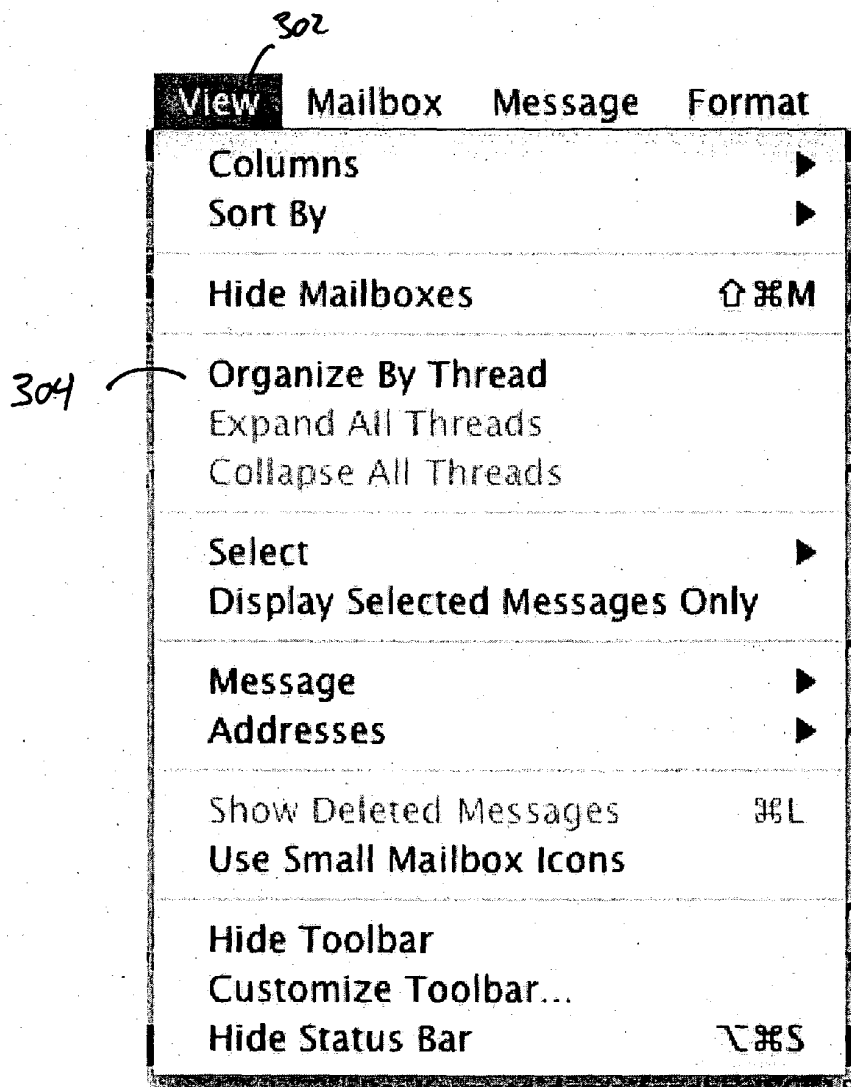 302
View Mailbox Message Format
Columns ▶
Sort By ▶
Hide Mailboxes ⇧⌘M
304 Organize By Thread
Expand All Threads
Collapse All Threads
Select ▶
Display Selected Messages Only
Message ▶
Addresses ▶
Show Deleted Messages ⌘L
Use Small Mailbox Icons
Hide Toolbar
Customize Toolbar...
Hide Status Bar ⌥⌘S